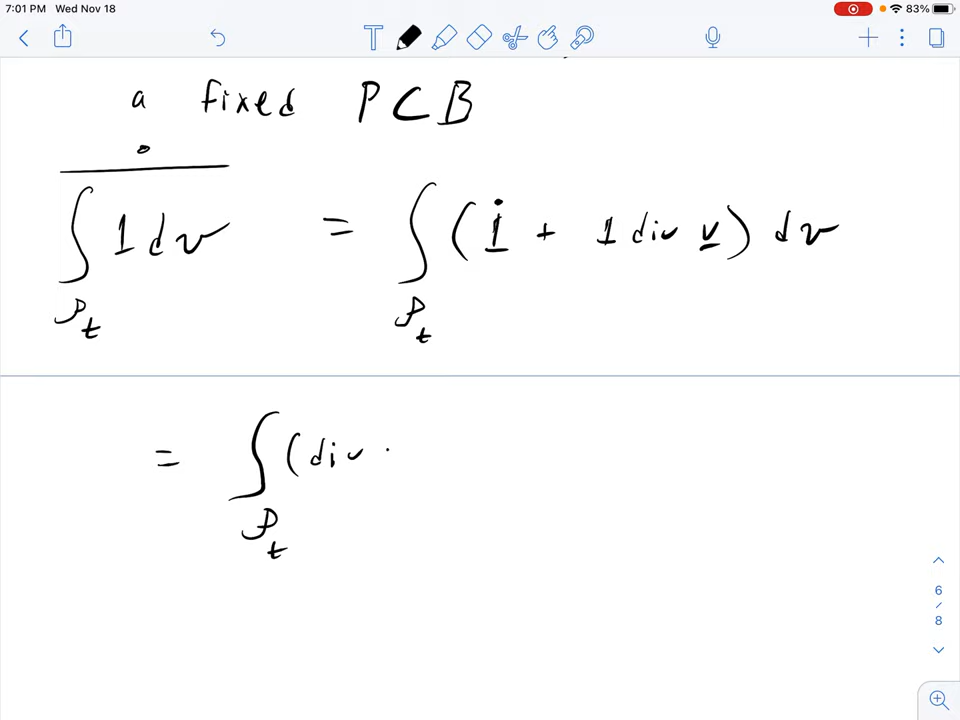 7:01 PM Wed Nov 18 83%
T
a fixed PCB
∫ 1 dv = ∫ (1̇ + 1 div v) dv
P_t P_t
= ∫ (div
P_t
6
/
8